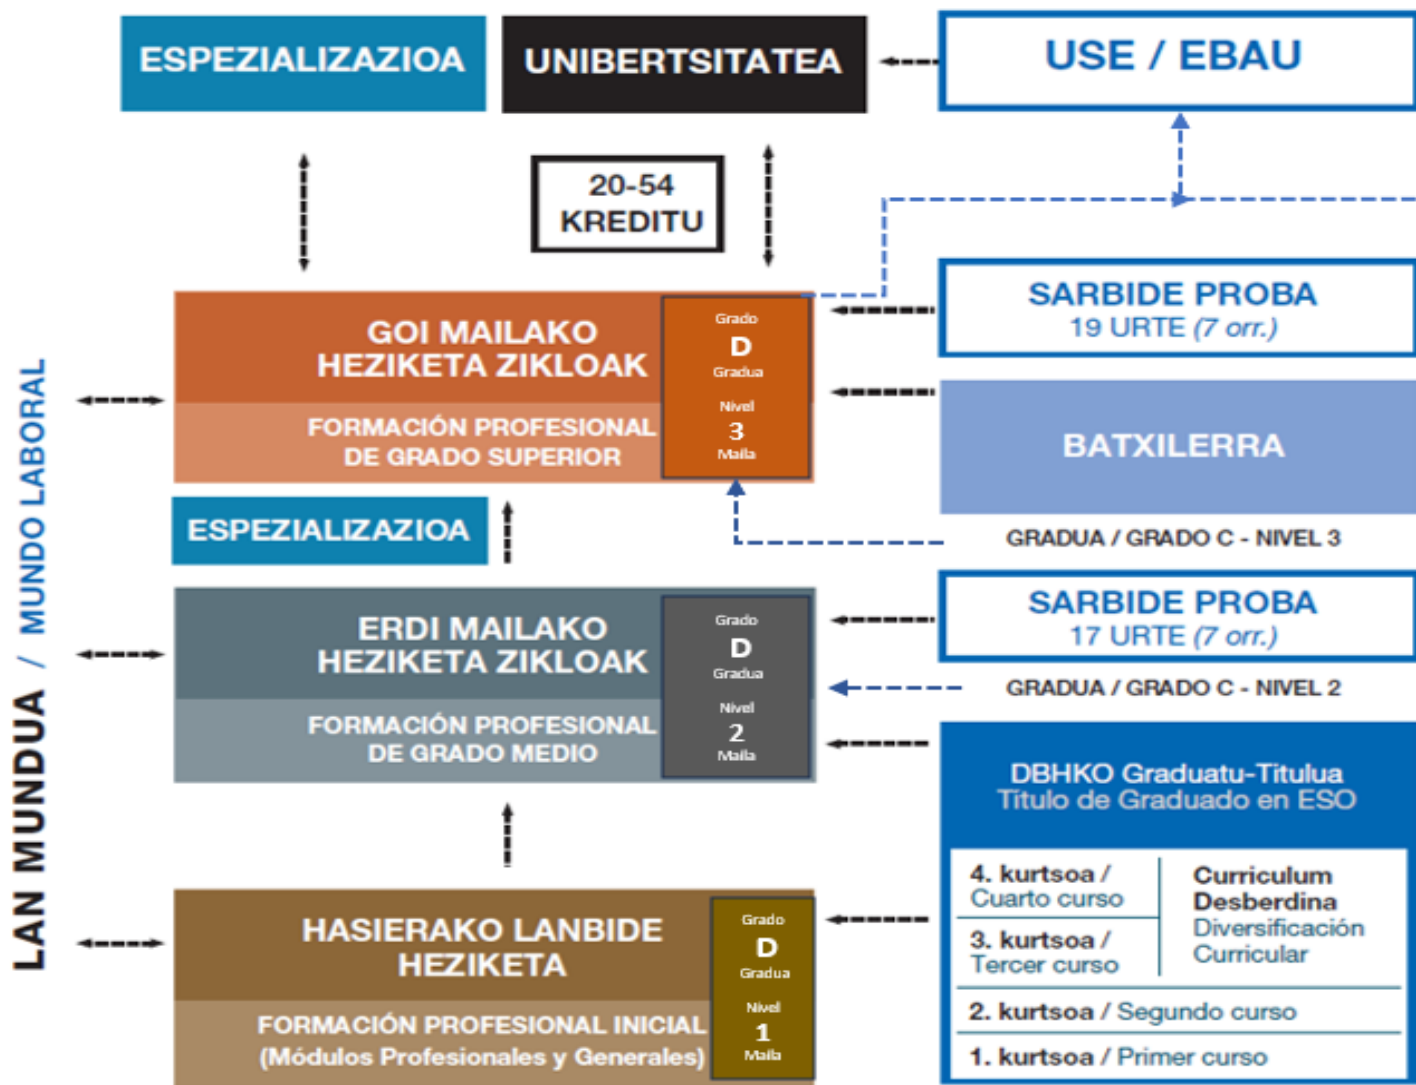 ESPEZIALIZAZIOA
UNIBERTSITATEA
USE / EBAU
20-54
KREDITU
GOI MAILAKO
HEZIKETA ZIKLOAK
FORMACIÓN PROFESIONAL
DE GRADO SUPERIOR
Grado
D
Gradua
Nivel
3
Maila
SARBIDE PROBA
19 URTE (7 orr.)
BATXILERRA
GRADUA / GRADO C - NIVEL 3
ESPEZIALIZAZIOA
ERDI MAILAKO
HEZIKETA ZIKLOAK
FORMACIÓN PROFESIONAL
DE GRADO MEDIO
Grado
D
Gradua
Nivel
2
Maila
SARBIDE PROBA
17 URTE (7 orr.)
GRADUA / GRADO C - NIVEL 2
DBHKO Graduatu-Titulua
Título de Graduado en ESO
4. kurtsoa /
Cuarto curso
3. kurtsoa /
Tercer curso
Curriculum
Desberdina
Diversificación
Curricular
2. kurtsoa / Segundo curso
1. kurtsoa / Primer curso
HASIERAKO LANBIDE
HEZIKETA
FORMACIÓN PROFESIONAL INICIAL
(Módulos Profesionales y Generales)
Grado
D
Gradua
Nivel
1
Maila
LAN MUNDUA / MUNDO LABORAL